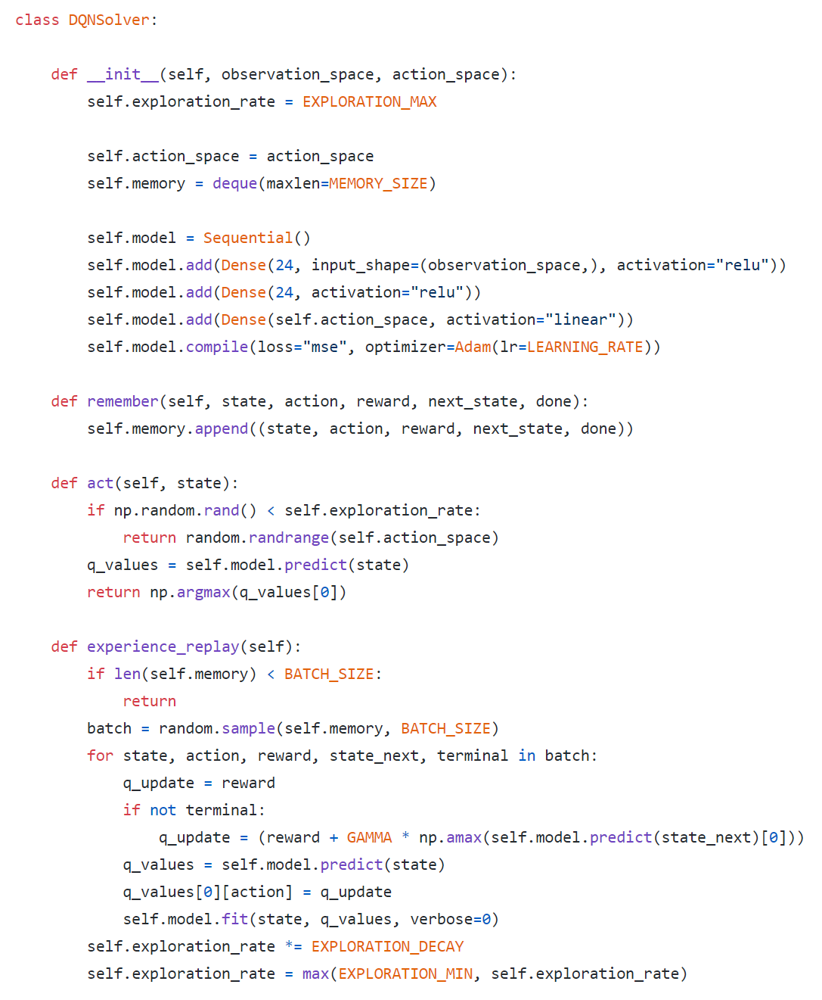 class DQNSolver:
    def __init__(self, observation_space, action_space):
        self.exploration_rate = EXPLORATION_MAX
        self.action_space = action_space
        self.memory = deque(maxlen=MEMORY_SIZE)
        self.model = Sequential()
        self.model.add(Dense(24, input_shape=(observation_space,), activation="relu"))
        self.model.add(Dense(24, activation="relu"))
        self.model.add(Dense(self.action_space, activation="linear"))
        self.model.compile(loss="mse", optimizer=Adam(lr=LEARNING_RATE))
    def remember(self, state, action, reward, next_state, done):
        self.memory.append((state, action, reward, next_state, done))
    def act(self, state):
        if np.random.rand() < self.exploration_rate:
            return random.randrange(self.action_space)
        q_values = self.model.predict(state)
        return np.argmax(q_values[0])
    def experience_replay(self):
        if len(self.memory) < BATCH_SIZE:
            return
        batch = random.sample(self.memory, BATCH_SIZE)
        for state, action, reward, state_next, terminal in batch:
            q_update = reward
            if not terminal:
                q_update = (reward + GAMMA * np.amax(self.model.predict(state_next)[0]))
            q_values = self.model.predict(state)
            q_values[0][action] = q_update
            self.model.fit(state, q_values, verbose=0)
        self.exploration_rate *= EXPLORATION_DECAY
        self.exploration_rate = max(EXPLORATION_MIN, self.exploration_rate)